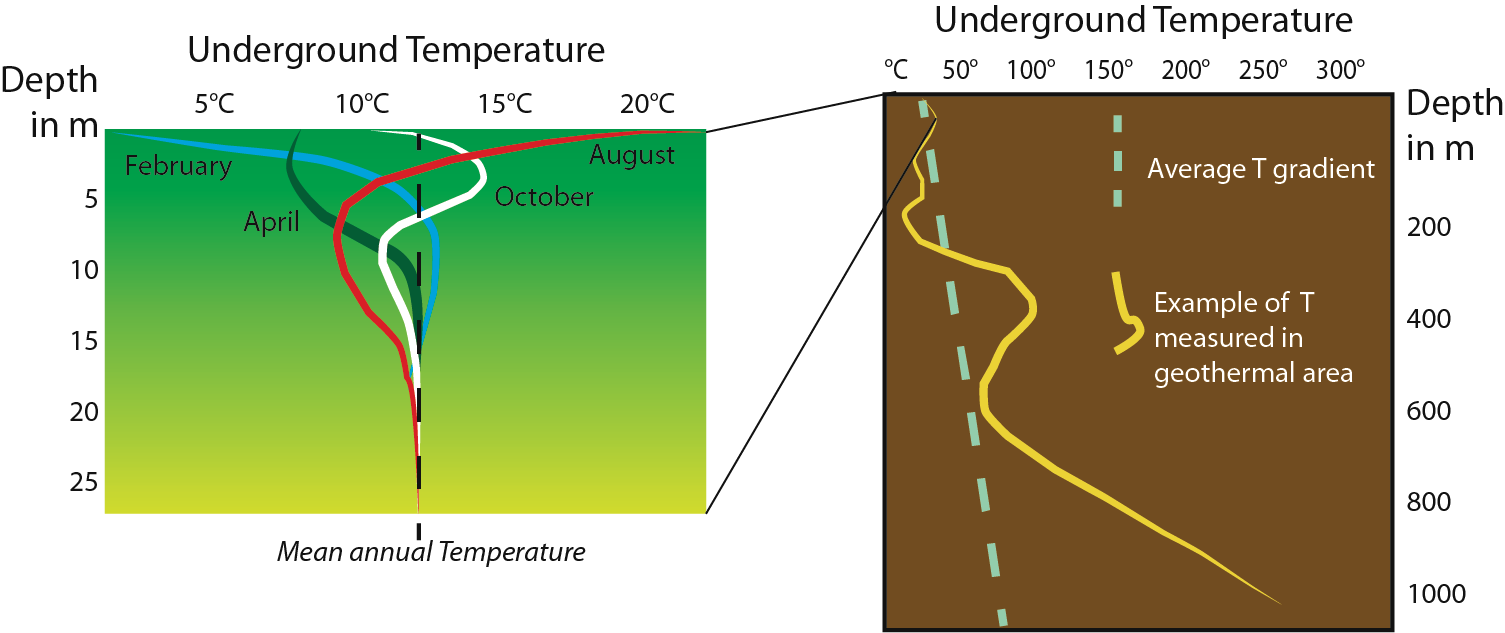 Underground Temperature
Depth
in m
5°C 10°C 15°C 20°C
February
August
October
April
5
10
15
20
25
Mean annual Temperature
Underground Temperature
°C 50° 100° 150° 200° 250° 300°
Depth
in m
Average T gradient
200
Example of T
measured in
geothermal area
400
600
800
1000